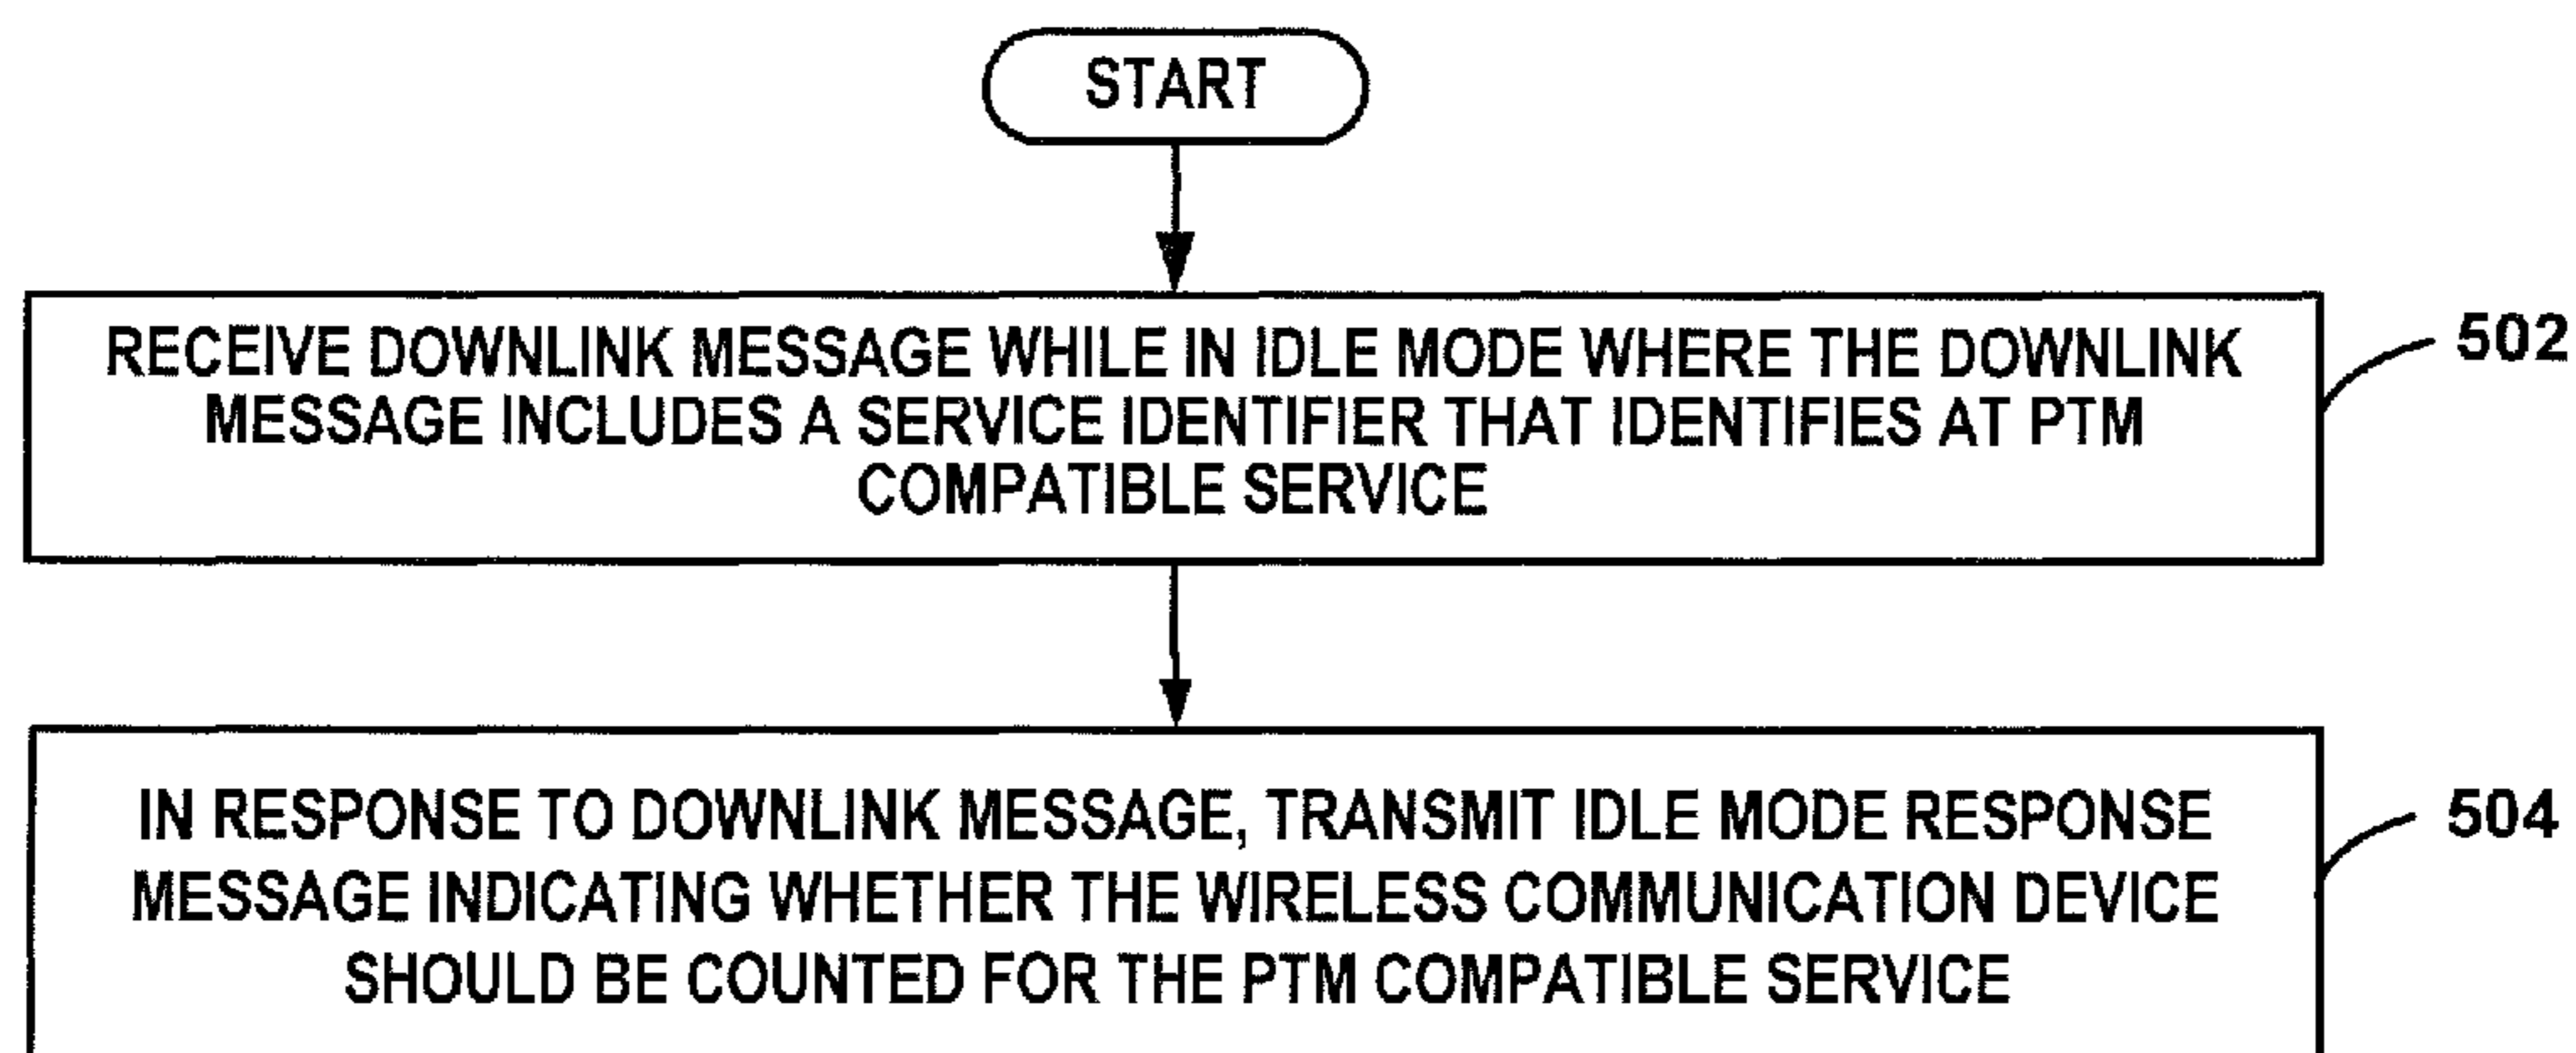 START
RECEIVE DOWNLINK MESSAGE WHILE IN IDLE MODE WHERE THE DOWNLINK
MESSAGE INCLUDES A SERVICE IDENTIFIER THAT IDENTIFIES AT PTM
COMPATIBLE SERVICE
502
IN RESPONSE TO DOWNLINK MESSAGE, TRANSMIT IDLE MODE RESPONSE
MESSAGE INDICATING WHETHER THE WIRELESS COMMUNICATION DEVICE
SHOULD BE COUNTED FOR THE PTM COMPATIBLE SERVICE
504